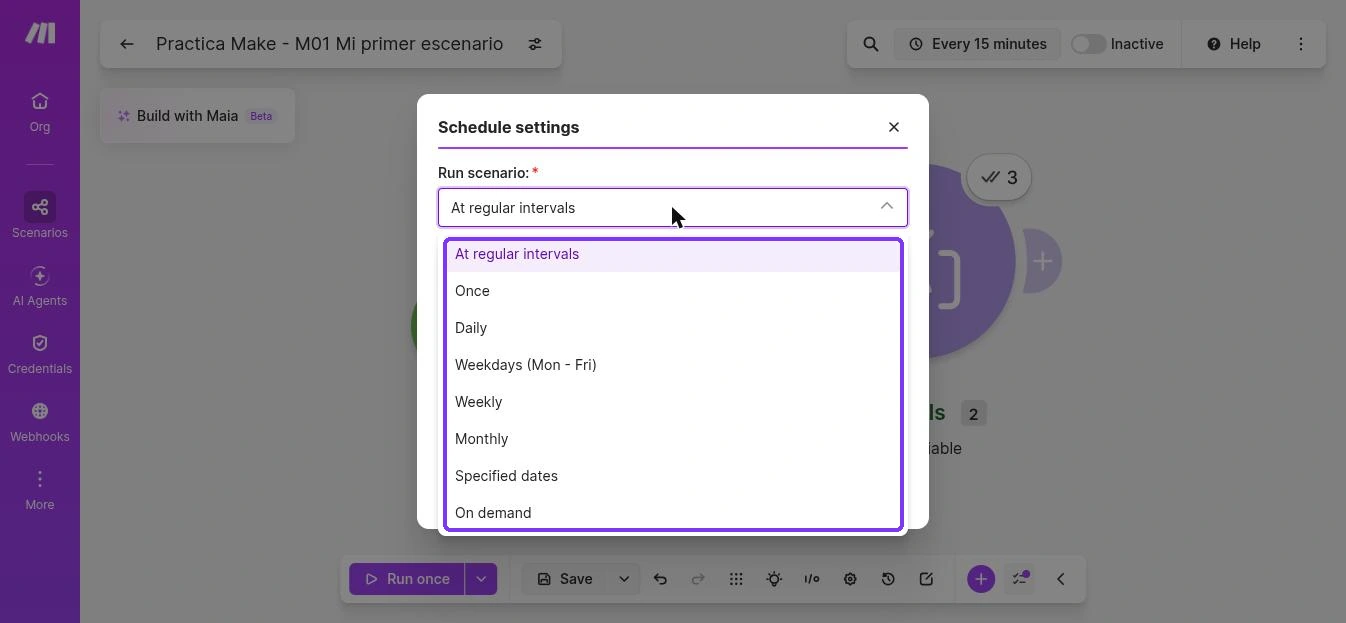 Practica Make - M01 Mi primer escenario
Every 15 minutes
Inactive
Help
Build with Maia Beta
Org
Scenarios
AI Agents
Credentials
Webhooks
More
Schedule settings
Run scenario: *
At regular intervals
At regular intervals
Once
Daily
Weekdays (Mon - Fri)
Weekly
Monthly
Specified dates
On demand
3
2
Run once
Save